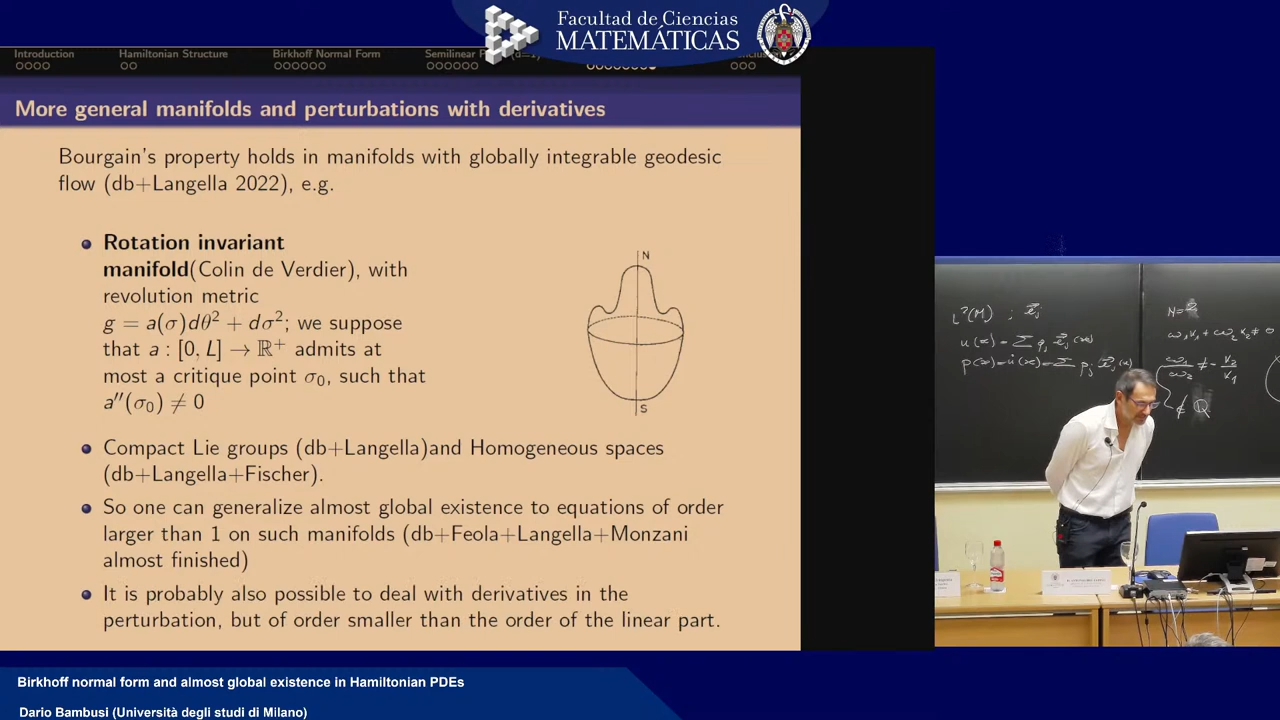 Facultad de Ciencias
MATEMÁTICAS
Introduction
Hamiltonian Structure
Birkhoff Normal Form
More general manifolds and perturbations with derivatives
Bourgain's property holds in manifolds with globally integrable geodesic
flow (db+Langella 2022), e.g.
Rotation invariant
manifold(Colin de Verdier), with
revolution metric
g = a(σ)dθ² + dσ²; we suppose
that a : [0, L] → ℝ⁺ admits at
most a critique point σ₀, such that
a″(σ₀) ≠ 0
N
S
Compact Lie groups (db+Langella)and Homogeneous spaces
(db+Langella+Fischer).
So one can generalize almost global existence to equations of order
larger than 1 on such manifolds (db+Feola+Langella+Monzani
almost finished)
It is probably also possible to deal with derivatives in the
perturbation, but of order smaller than the order of the linear part.
Birkhoff normal form and almost global existence in Hamiltonian PDEs
Dario Bambusi (Università degli studi di Milano)